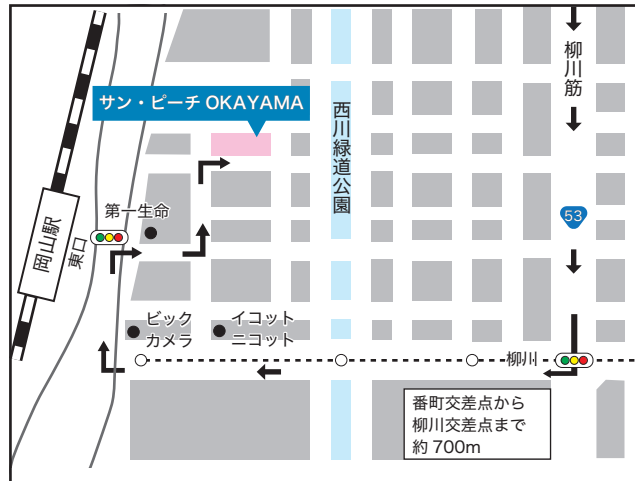 サン・ピーチ OKAYAMA
西川緑道公園
柳川筋
53
第一生命
岡山駅
東口
ビック
カメラ
イコット
ニコット
柳川
番町交差点から
柳川交差点まで
約 700m